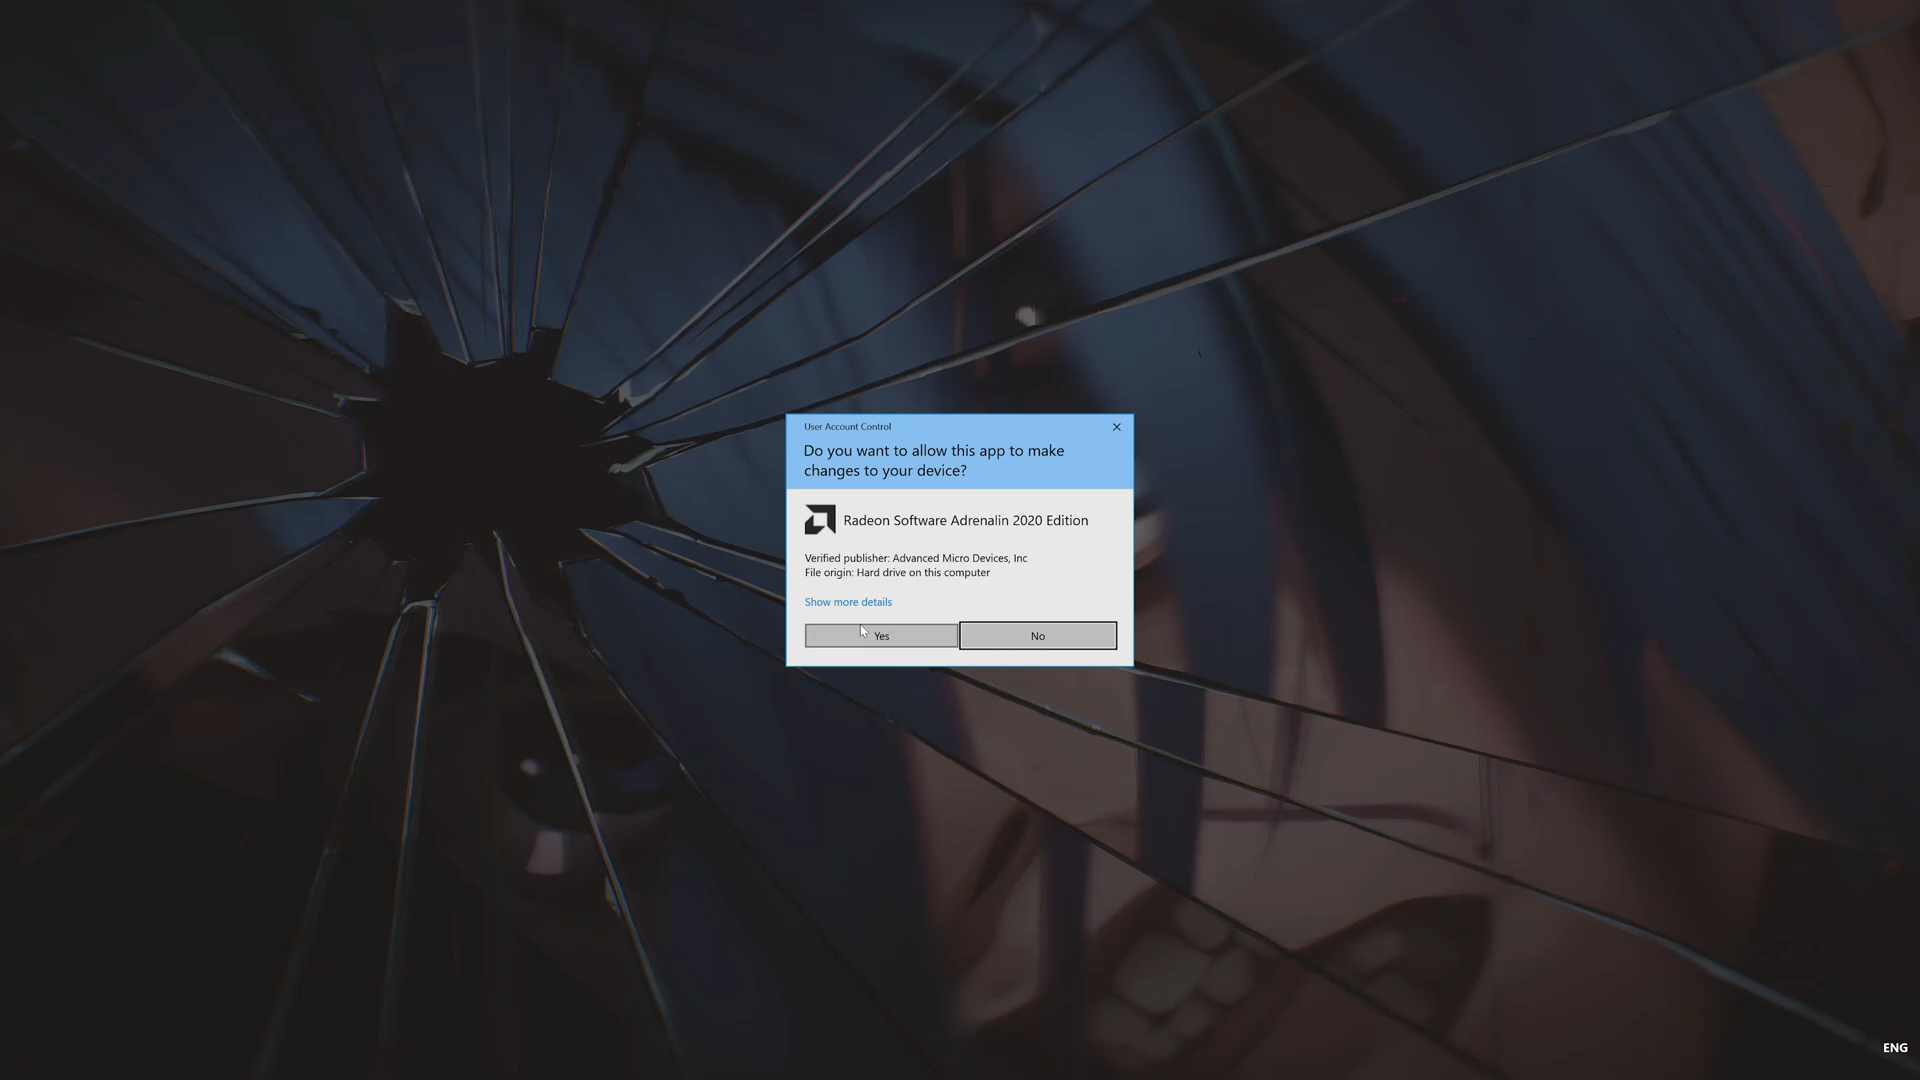 User Account Control
Do you want to allow this app to make
changes to your device?
Radeon Software Adrenalin 2020 Edition
Verified publisher: Advanced Micro Devices, Inc
File origin: Hard drive on this computer
Show more details
Yes
No
ENG